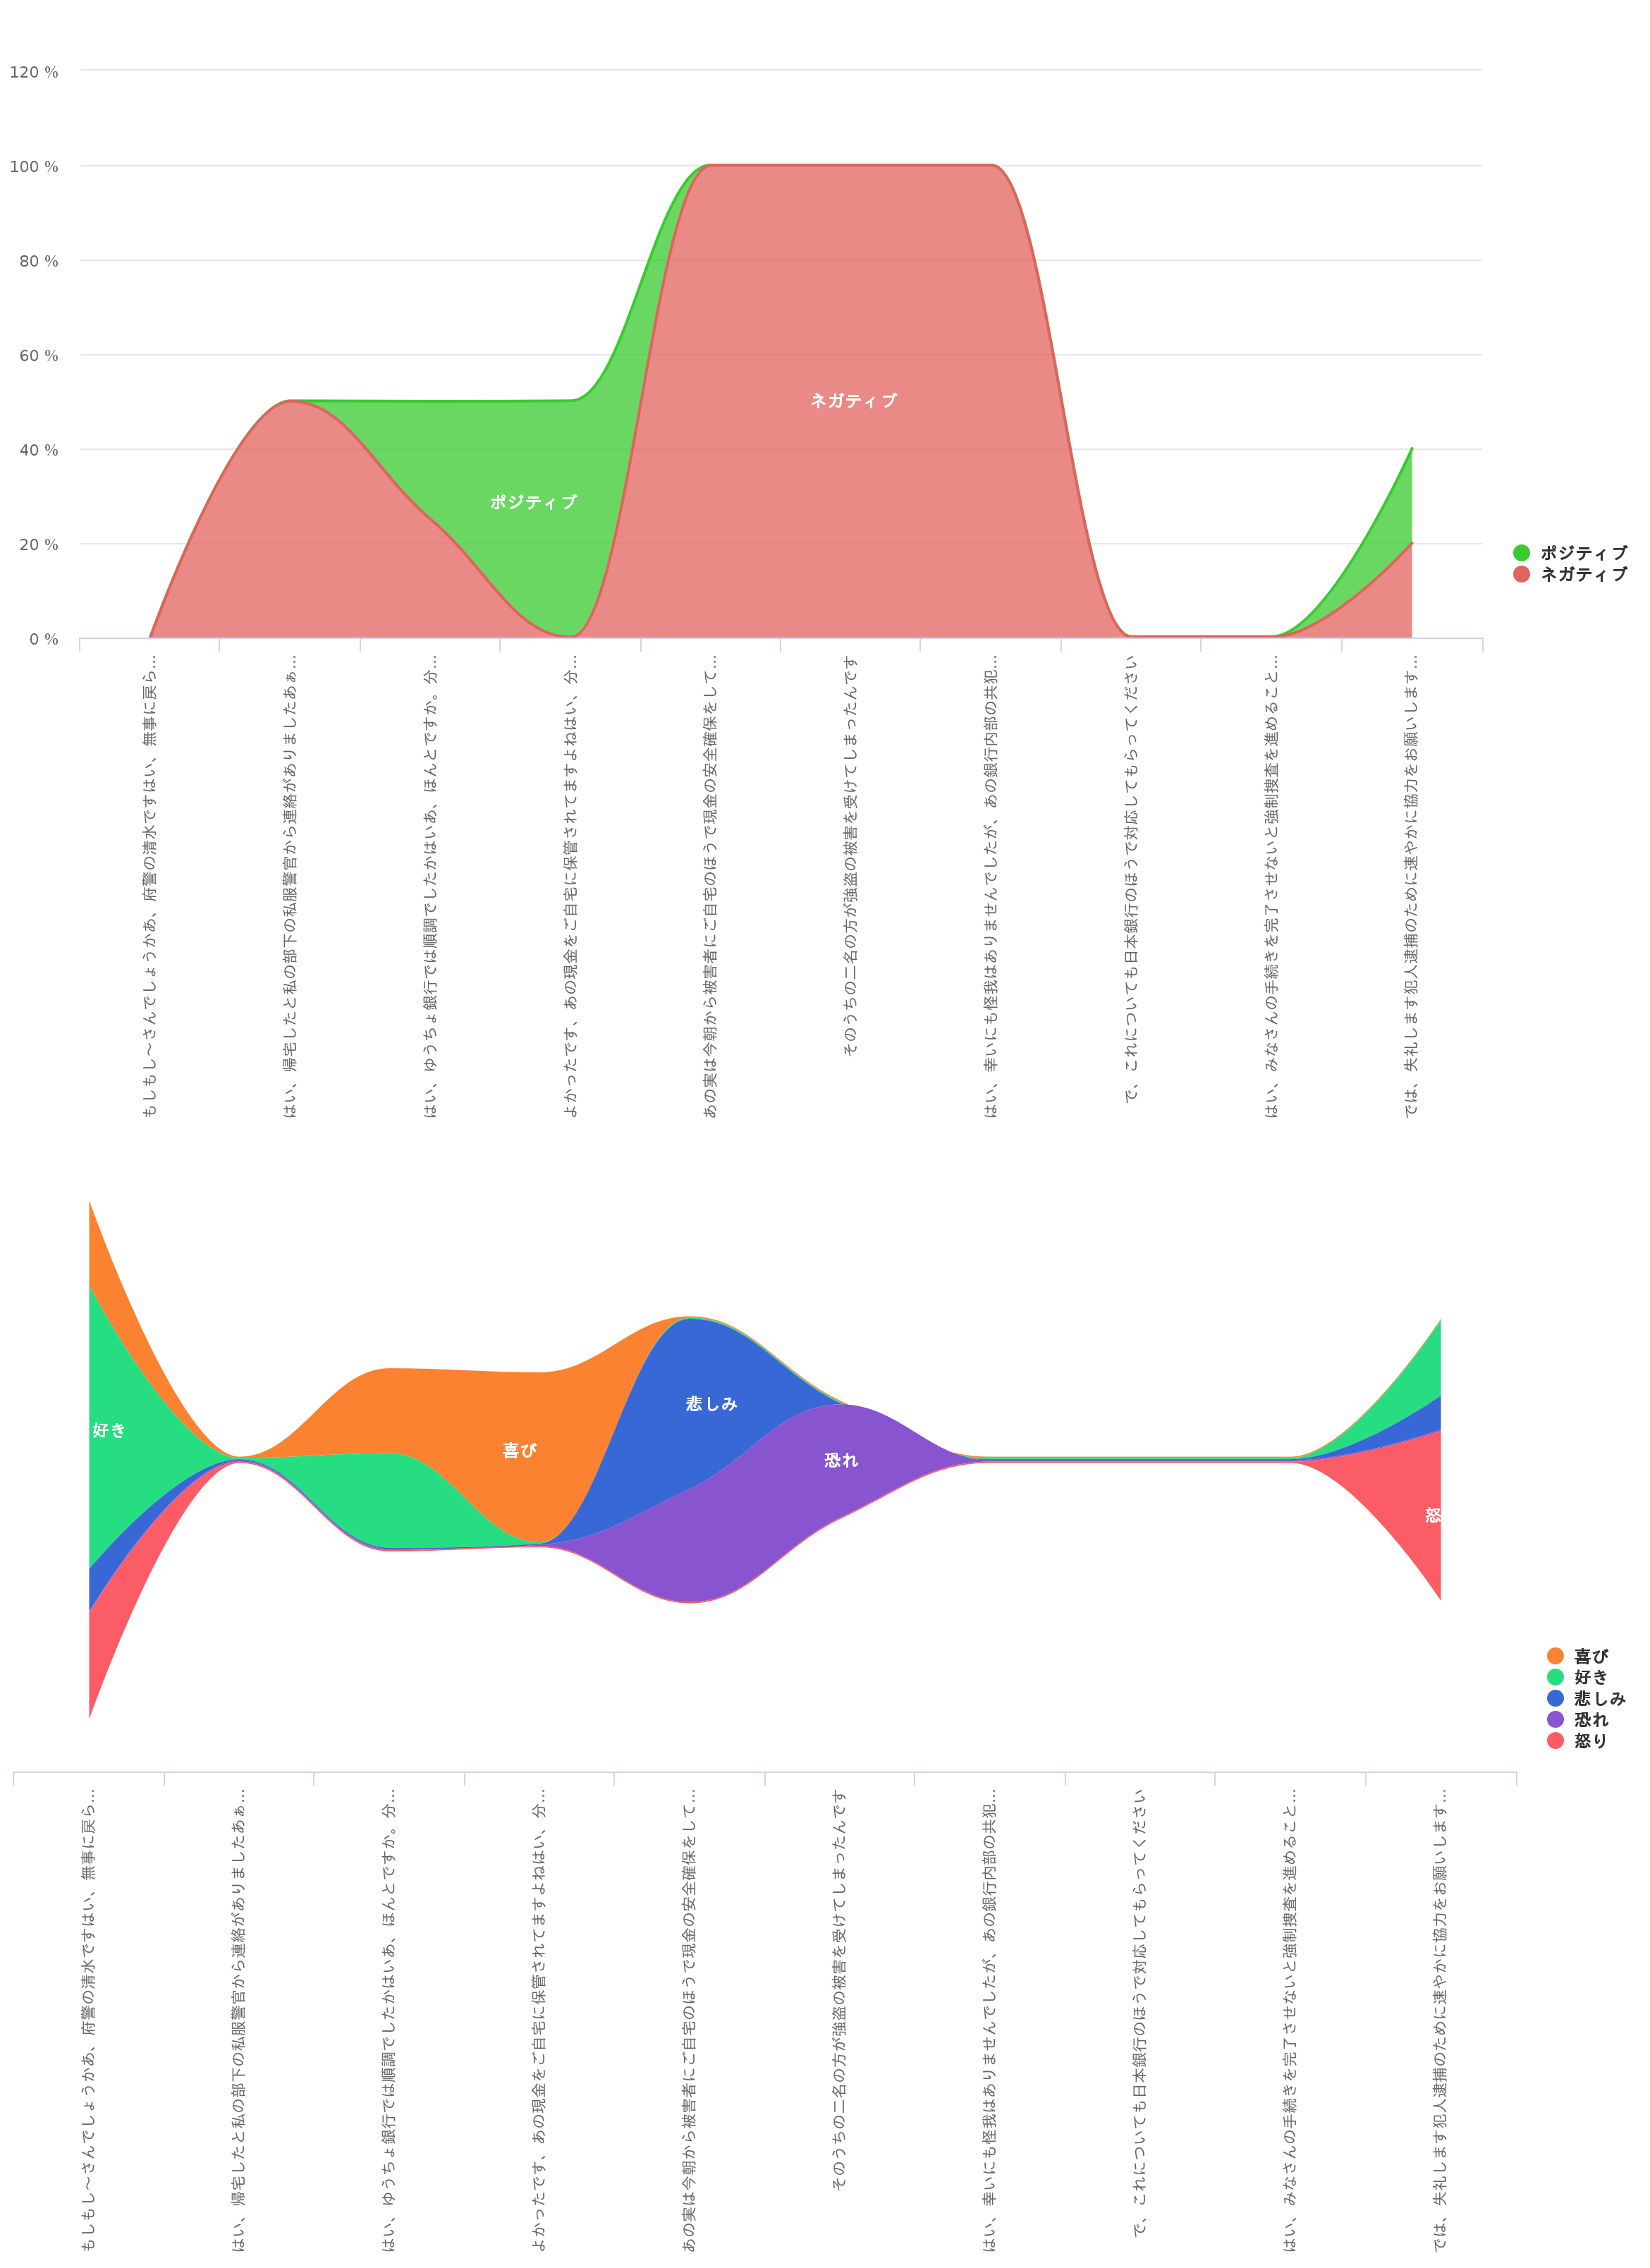 120 %
100 %
80 %
60 %
40 %
20 %
0 %
ネガティブ
ポジティブ
ポジティブ
ネガティブ
もしもし～さんでしょうかあ、府警の清水ですはい、無事に戻ら…
はい、帰宅したと私の部下の私服警官から連絡がありましたあぁ…
はい、ゆうちょ銀行では順調でしたかはいあ、ほんとですか。分…
よかったです、あの現金をご自宅に保管されてますよねはい、分…
あの実は今朝から被害者にご自宅のほうで現金の安全確保をして…
そのうちの二名の方が強盗の被害を受けてしまったんです
はい、幸いにも怪我はありませんでしたが、あの銀行内部の共犯…
で、これについても日本銀行のほうで対応してもらってください
はい、みなさんの手続きを完了させないと強制捜査を進めること…
では、失礼します犯人逮捕のために速やかに協力をお願いします…
好き
喜び
悲しみ
恐れ
怒
喜び
好き
悲しみ
恐れ
怒り
もしもし～さんでしょうかあ、府警の清水ですはい、無事に戻ら…
はい、帰宅したと私の部下の私服警官から連絡がありましたあぁ…
はい、ゆうちょ銀行では順調でしたかはいあ、ほんとですか。分…
よかったです、あの現金をご自宅に保管されてますよねはい、分…
あの実は今朝から被害者にご自宅のほうで現金の安全確保をして…
そのうちの二名の方が強盗の被害を受けてしまったんです
はい、幸いにも怪我はありませんでしたが、あの銀行内部の共犯…
で、これについても日本銀行のほうで対応してもらってください
はい、みなさんの手続きを完了させないと強制捜査を進めること…
では、失礼します犯人逮捕のために速やかに協力をお願いします…